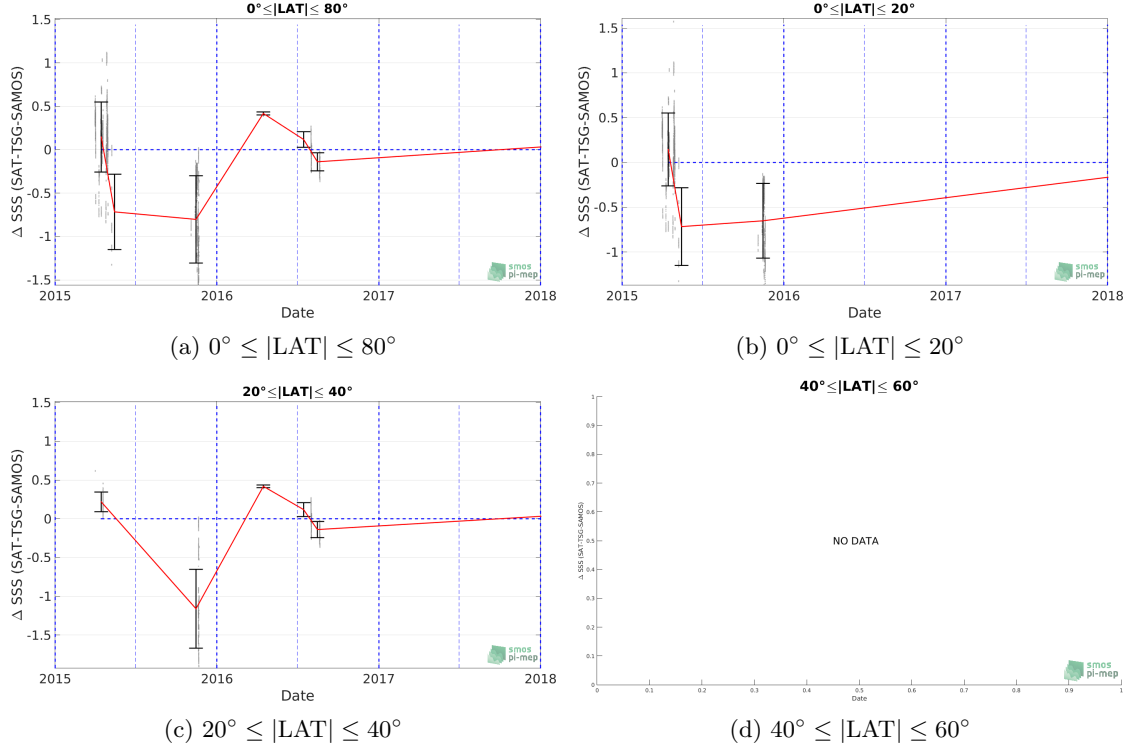 0°≤|LAT|≤ 80°
1.5
1
0.5
0
-0.5
-1
-1.5
Δ SSS (SAT-TSG-SAMOS)
2015
2016
2017
2018
Date
smos
pi-mep
(a) 0° ≤ |LAT| ≤ 80°
0°≤|LAT|≤ 20°
1.5
1
0.5
0
-0.5
-1
Δ SSS (SAT-TSG-SAMOS)
2015
2016
2017
2018
Date
smos
pi-mep
(b) 0° ≤ |LAT| ≤ 20°
20°≤|LAT|≤ 40°
1.5
1
0.5
0
-0.5
-1
-1.5
Δ SSS (SAT-TSG-SAMOS)
2015
2016
2017
2018
Date
smos
pi-mep
(c) 20° ≤ |LAT| ≤ 40°
40°≤|LAT|≤ 60°
1
0.9
0.8
0.7
0.6
0.5
0.4
0.3
0.2
0.1
0
Δ SSS (SAT-TSG-SAMOS)
NO DATA
0
0.1
0.2
0.3
0.4
0.5
0.6
0.7
0.8
0.9
1
Date
smos
pi-mep
(d) 40° ≤ |LAT| ≤ 60°